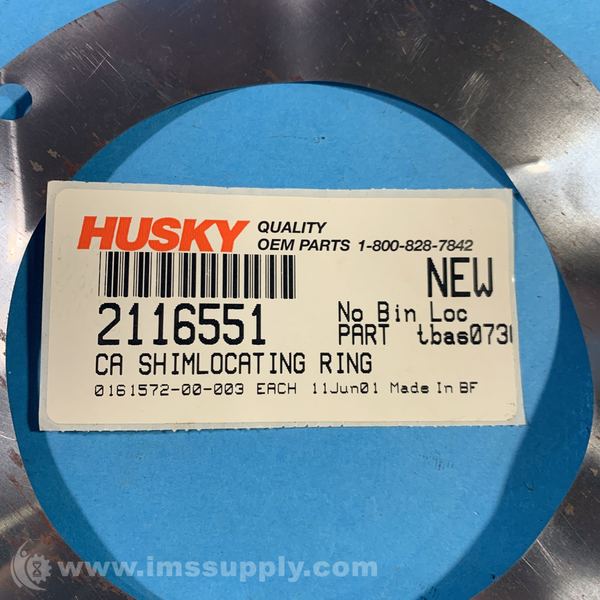 HUSKY QUALITY
OEM PARTS 1-800-828-7842
NEW
2116551
No Bin Loc
PART tbas073
CA SHIMLOCATING RING
0161572-00-003 EACH 11Jun01 Made In BF
www.imssupply.com